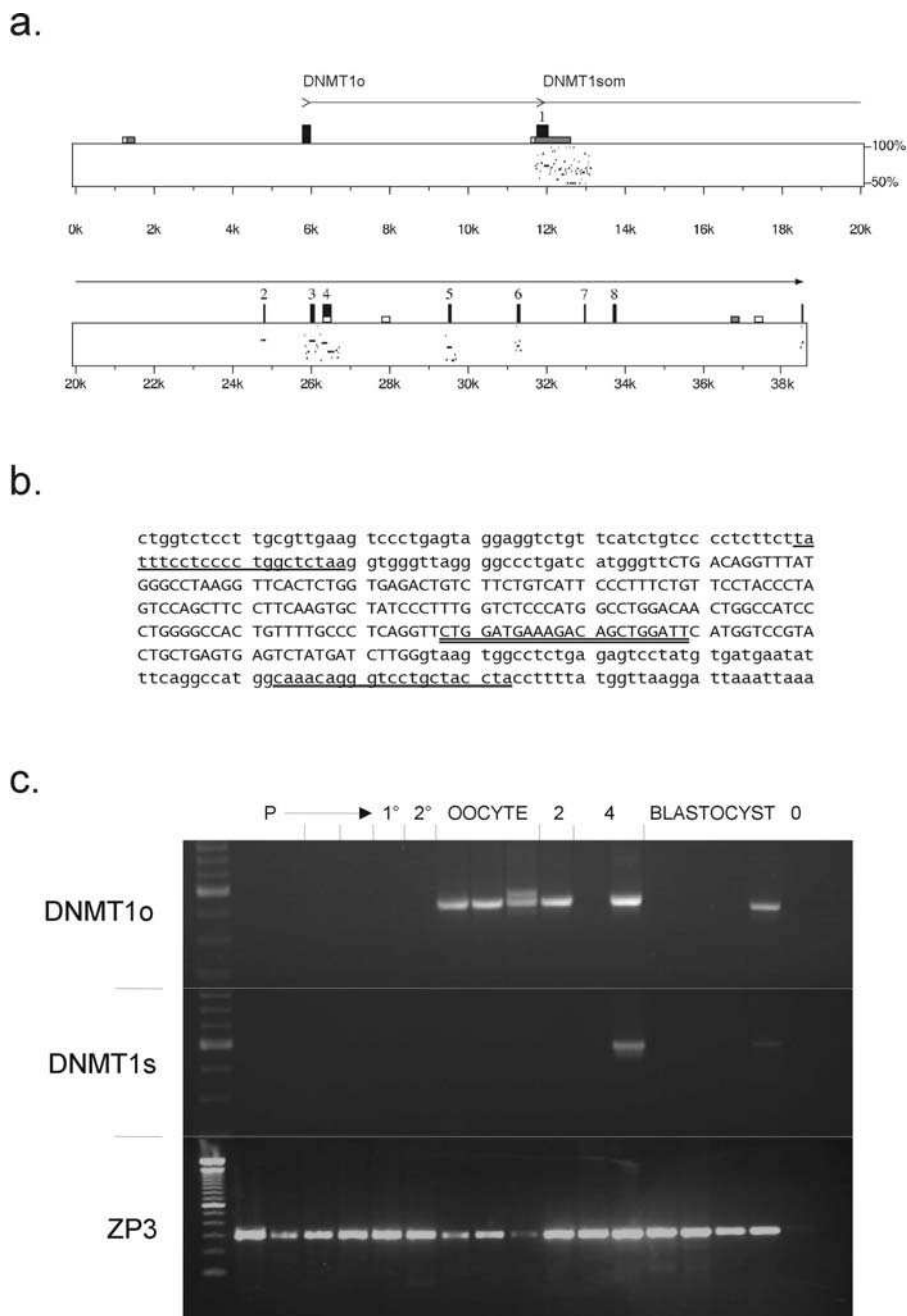 a.
DNMT1o DNMT1som
1
100%
50%
0k 2k 4k 6k 8k 10k 12k 14k 16k 18k 20k
2 3 4 5 6 7 8
20k 22k 24k 26k 28k 30k 32k 34k 36k 38k
b.
ctggtctcct tgcgttgaag tccctgagta ggaggtctgt tcatctgtcc cctcttctta
tttcctcccc tggctctaag gtgggttagg ggccctgatc atgggttCTG ACAGGTTTAT
GGGCCTAAGG TTCACTCTGG TGAGACTGTC TTCTGTCATT CCCTTTCTGT TCCTACCCTA
GTCCAGCTTC CTTCAAGTGC TATCCCTTTG GTCTCCCATG GCCTGGACAA CTGGCCATCC
CTGGGGCCAC TGTTTTGCCC TCAGGTTCTG GATGAAAGAC AGCTGGATTC ATGGTCCGTA
CTGCTGAGTG AGTCTATGAT CTTGGgtaag tggcctctga gagtcctatg tgatgaatat
ttcaggccat ggcaaacagg gtcctgctac ctaccttttta tggttaagga ttaaattaaa
c.
P 1° 2° OOCYTE 2 4 BLASTOCYST 0
DNMT1o
DNMT1s
ZP3